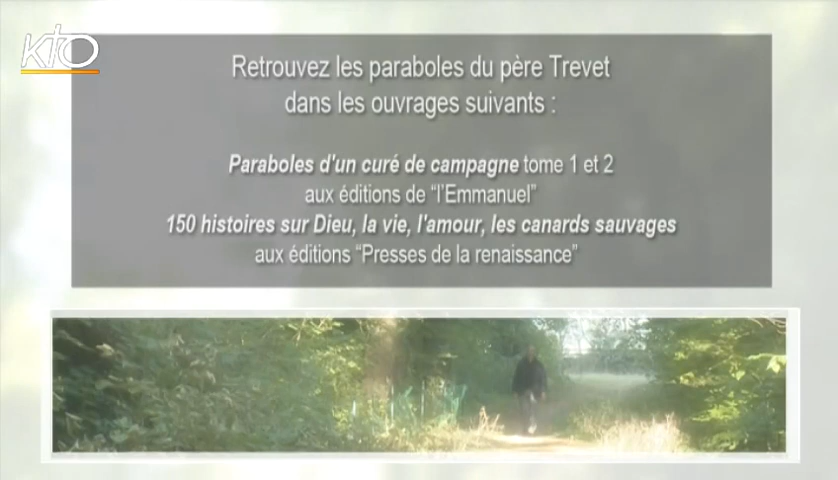 KTO
Retrouvez les paraboles du père Trevet
dans les ouvrages suivants :
Paraboles d'un curé de campagne tome 1 et 2
aux éditions de “l’Emmanuel”
150 histoires sur Dieu, la vie, l'amour, les canards sauvages
aux éditions “Presses de la renaissance”